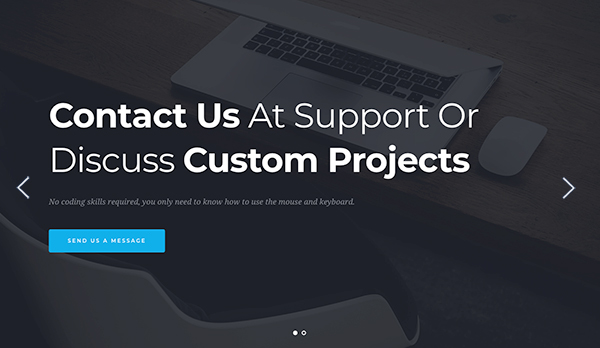 Contact Us At Support Or
Discuss Custom Projects
No coding skills required, you only need to know how to use the mouse and keyboard.
SEND US A MESSAGE